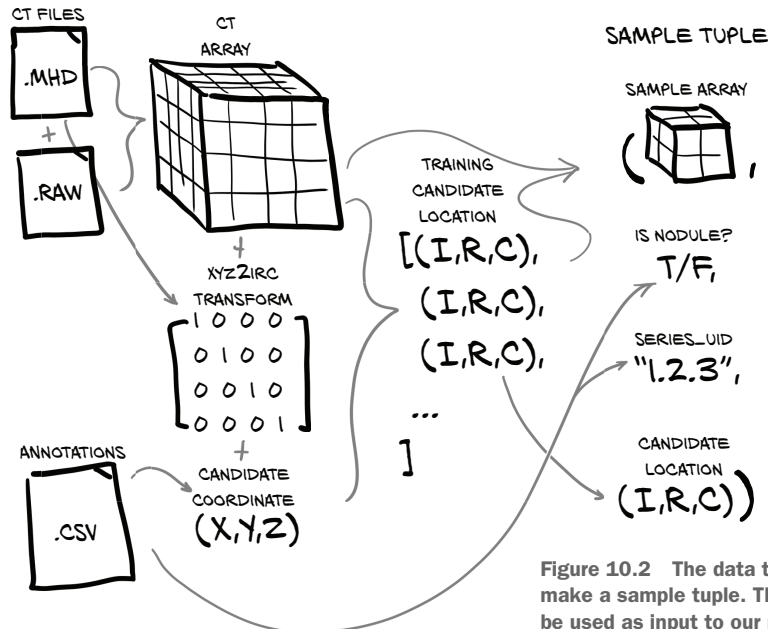 CT FILES
.MHD
+
.RAW
CT
ARRAY
+
XYZ2IRC
TRANSFORM
1 0 0 0
0 1 0 0
0 0 1 0
0 0 0 1
+
ANNOTATIONS
.CSV
CANDIDATE
COORDINATE
(X,Y,Z)
TRAINING
CANDIDATE
LOCATION
[(I,R,C),
(I,R,C),
(I,R,C),
...
]
SAMPLE TUPLE
SAMPLE ARRAY
( ,
IS NODULE?
T/F,
SERIES_UID
"1.2.3",
CANDIDATE
LOCATION
(I,R,C))
Figure 10.2 The data t
make a sample tuple. Th
be used as input to our